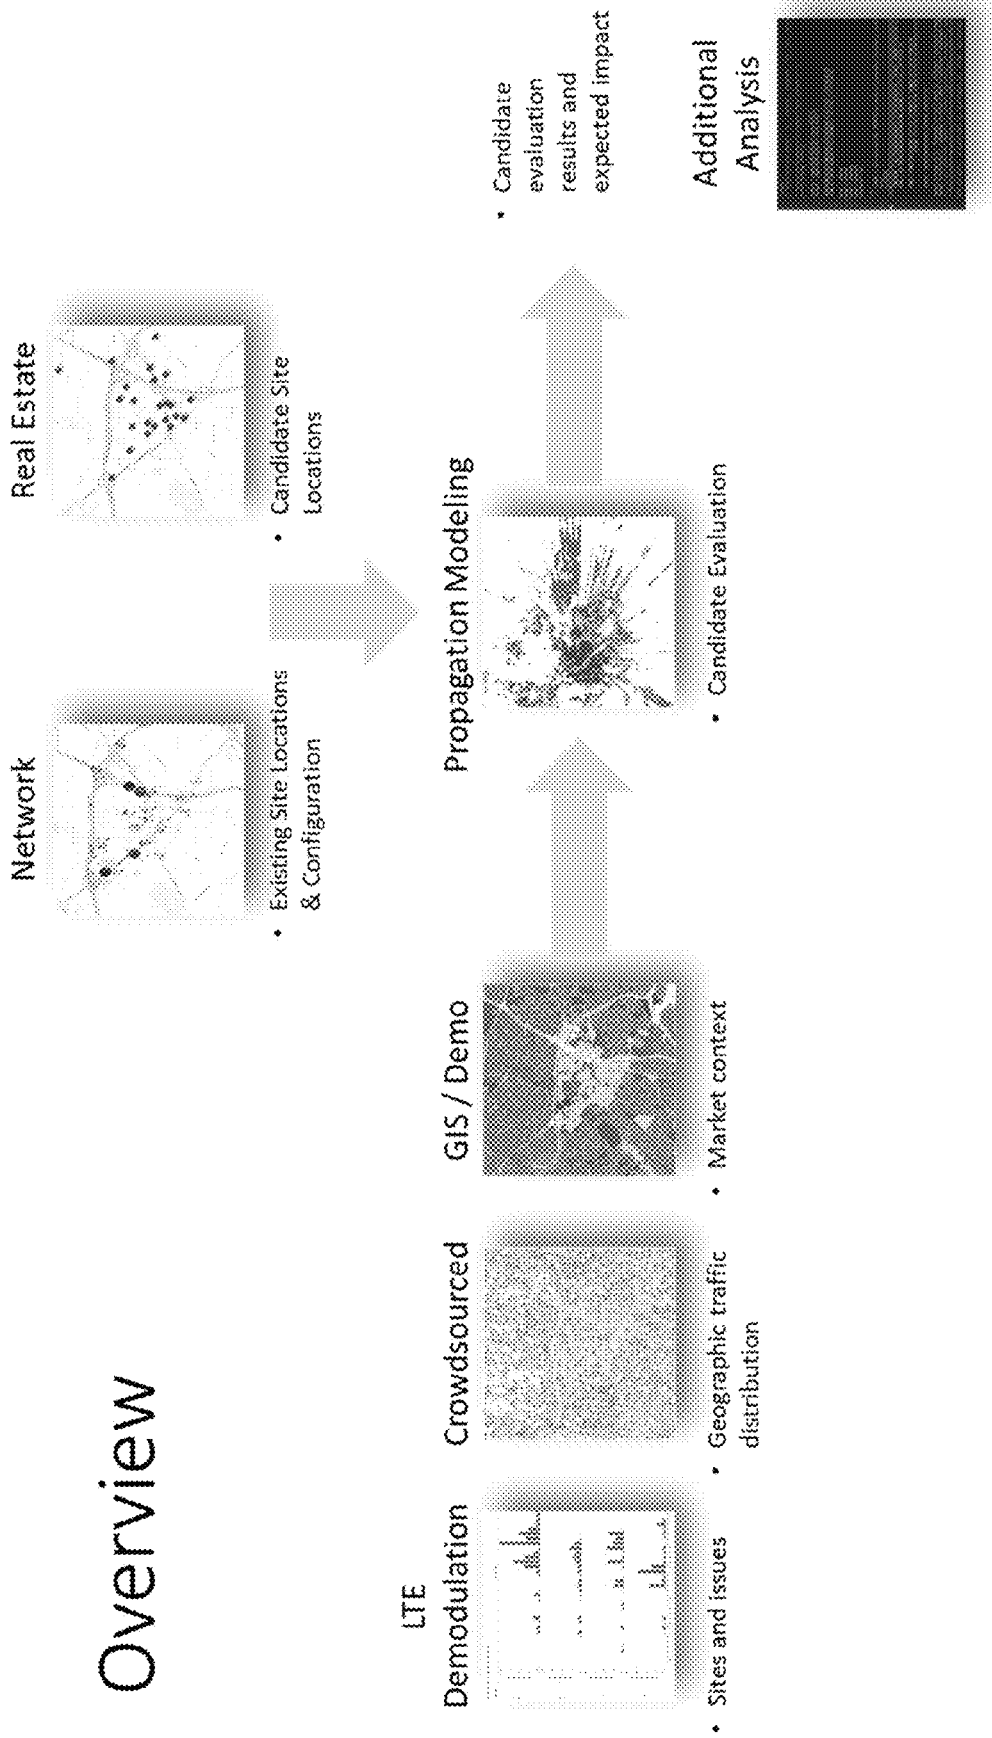 Overview
Network
• Existing Site Locations
& Configuration
Real Estate
• Candidate Site
Locations
LTE
Demodulation
• Sites and issues
Crowdsourced
• Geographic traffic
distribution
GIS / Demo
• Market context
Propagation Modeling
• Candidate Evaluation
• Candidate
evaluation
results and
expected impact
Additional
Analysis